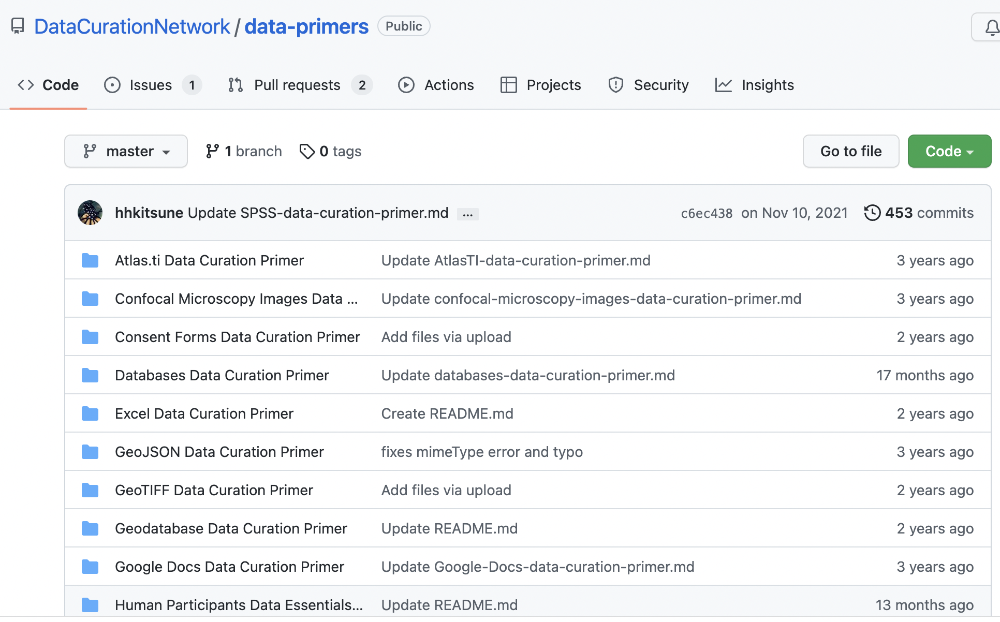 DataCurationNetwork / data-primers Public
Code Issues 1 Pull requests 2 Actions Projects Security Insights
master 1 branch 0 tags Go to file Code
hhkitsune Update SPSS-data-curation-primer.md ... c6ec438 on Nov 10, 2021 453 commits
Atlas.ti Data Curation Primer Update AtlasTI-data-curation-primer.md 3 years ago
Confocal Microscopy Images Data ... Update confocal-microscopy-images-data-curation-primer.md 3 years ago
Consent Forms Data Curation Primer Add files via upload 2 years ago
Databases Data Curation Primer Update databases-data-curation-primer.md 17 months ago
Excel Data Curation Primer Create README.md 2 years ago
GeoJSON Data Curation Primer fixes mimeType error and typo 3 years ago
GeoTIFF Data Curation Primer Add files via upload 2 years ago
Geodatabase Data Curation Primer Update README.md 2 years ago
Google Docs Data Curation Primer Update Google-Docs-data-curation-primer.md 3 years ago
Human Participants Data Essentials... Update README.md 13 months ago